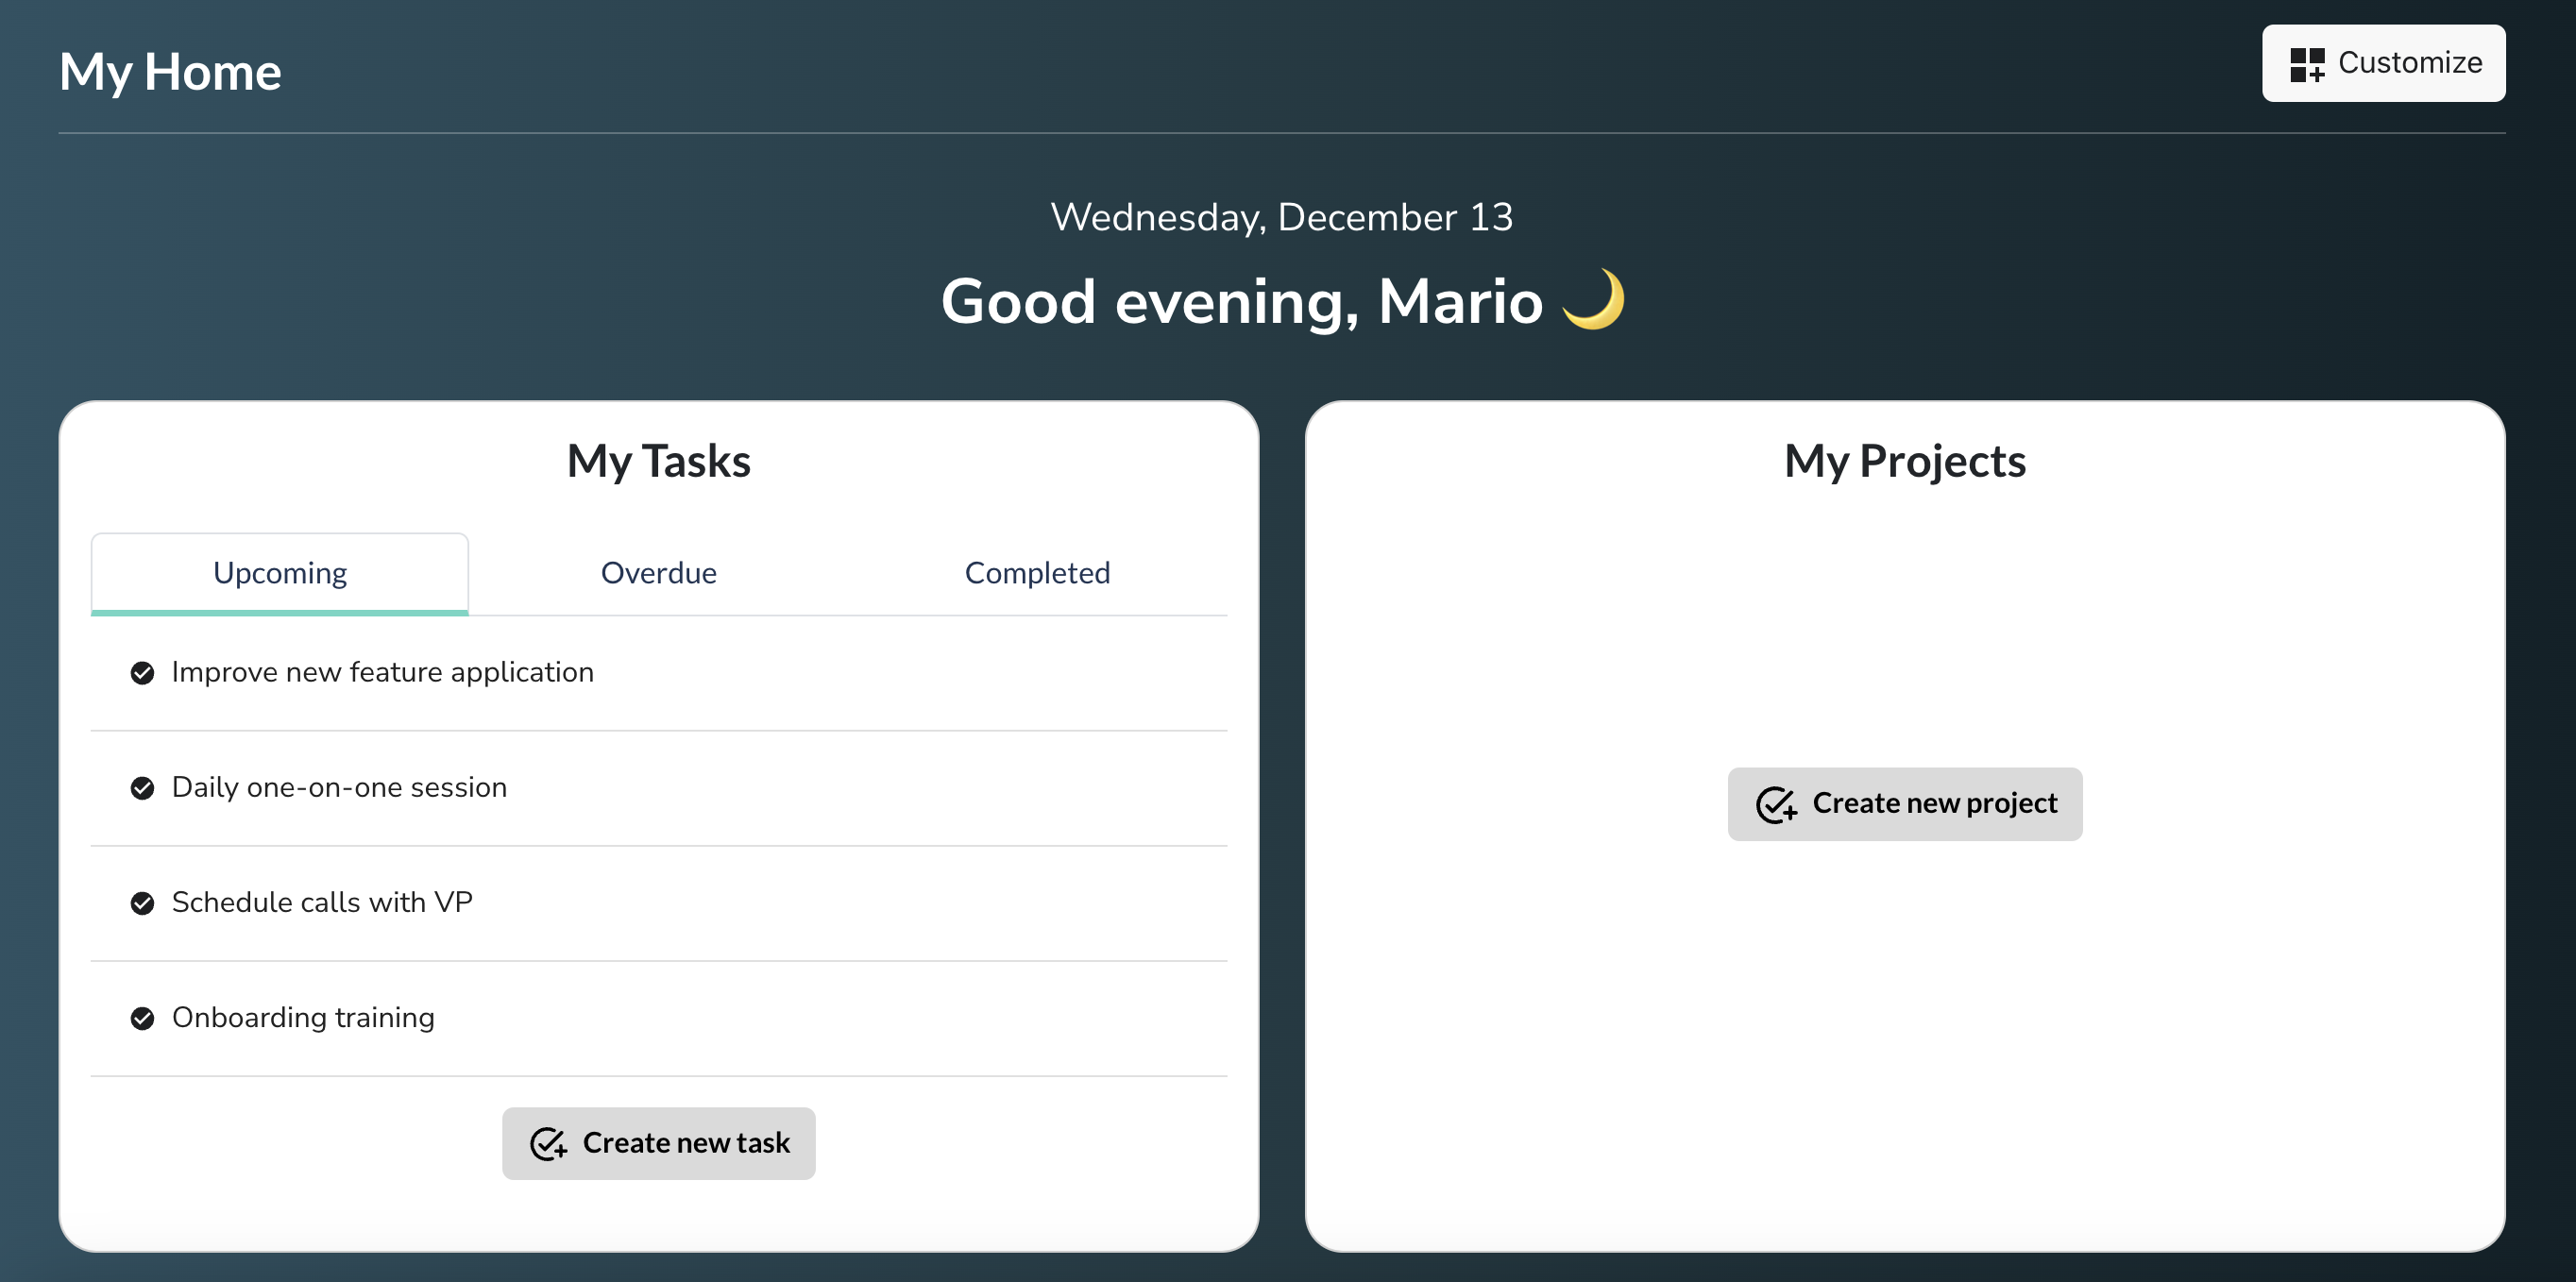 My Home
Customize
Wednesday, December 13
Good evening, Mario 🌙
My Tasks
Upcoming
Overdue
Completed
Improve new feature application
Daily one-on-one session
Schedule calls with VP
Onboarding training
Create new task
My Projects
Create new project